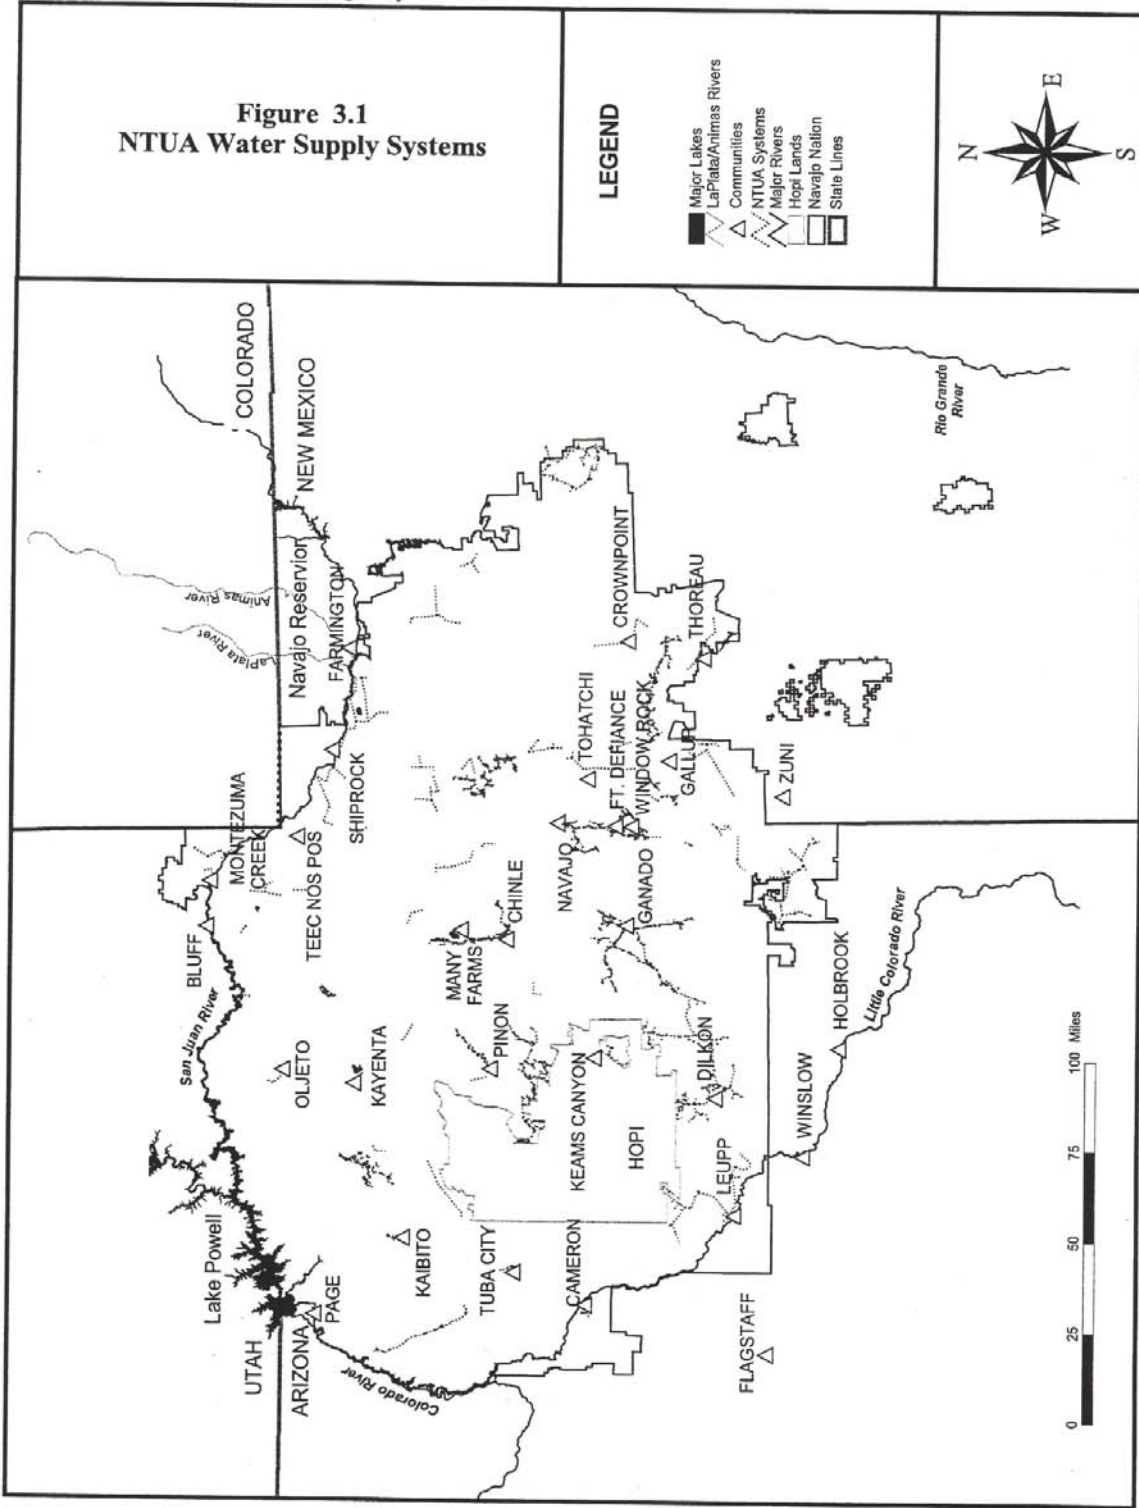 Figure 3.1
NTUA Water Supply Systems
LEGEND
Major Lakes
LaPlata/Animas Rivers
Communities
NTUA Systems
Major Rivers
Hopi Lands
Navajo Nation
State Lines
N
W
E
S
COLORADO
NEW MEXICO
Navajo Reservior
Animas River
LaPlata River
FARMINGTON
SHIPROCK
MONTEZUMA
CREEK
TEEC NOS POS
BLUFF
San Juan River
OLJETO
KAYENTA
Lake Powell
UTAH
ARIZONA
PAGE
Colorado River
KAIBITO
TUBA CITY
CAMERON
MANY
FARMS
CHINLE
PINON
KEAMS CANYON
HOPI
NAVAJO
GANADO
DILKON
LEUPP
TOHATCHI
FT. DEFIANCE
WINDOW ROCK
GALLUP
CROWNPOINT
THOREAU
ZUNI
Rio Grande
River
Little Colorado River
HOLBROOK
WINSLOW
FLAGSTAFF
0 25 50 75 100 Miles